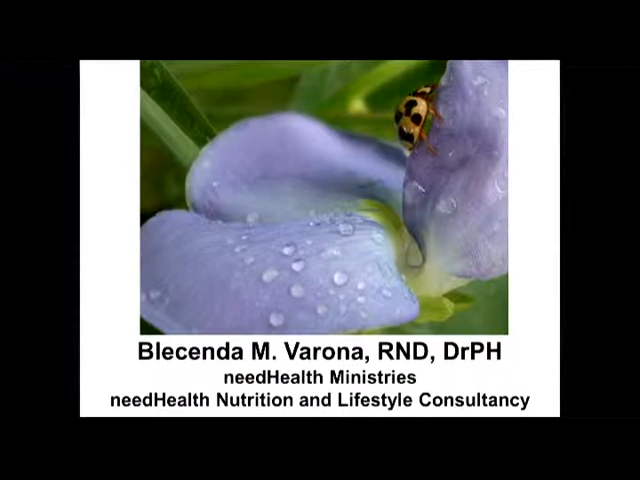 Blecenda M. Varona, RND, DrPH
needHealth Ministries
needHealth Nutrition and Lifestyle Consultancy